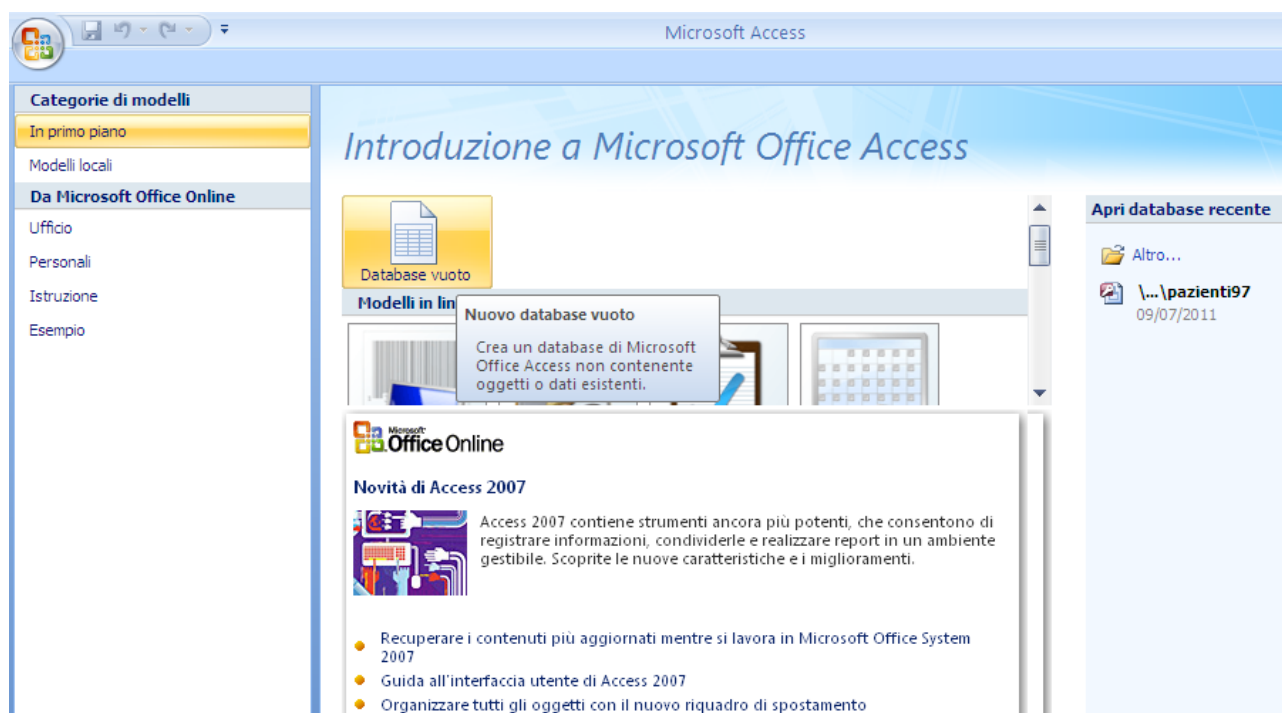 Microsoft Access
Categorie di modelli
In primo piano
Modelli locali
Da Microsoft Office Online
Ufficio
Personali
Istruzione
Esempio
Introduzione a Microsoft Office Access
Database vuoto
Modelli in lin
Nuovo database vuoto
Crea un database di Microsoft
Office Access non contenente
oggetti o dati esistenti.
Apri database recente
Altro...
\...\pazienti97
09/07/2011
Microsoft
Office Online
Novità di Access 2007
Access 2007 contiene strumenti ancora più potenti, che consentono di
registrare informazioni, condividerle e realizzare report in un ambiente
gestibile. Scoprite le nuove caratteristiche e i miglioramenti.
Recuperare i contenuti più aggiornati mentre si lavora in Microsoft Office System
2007
Guida all'interfaccia utente di Access 2007
Organizzare tutti gli oggetti con il nuovo riquadro di spostamento